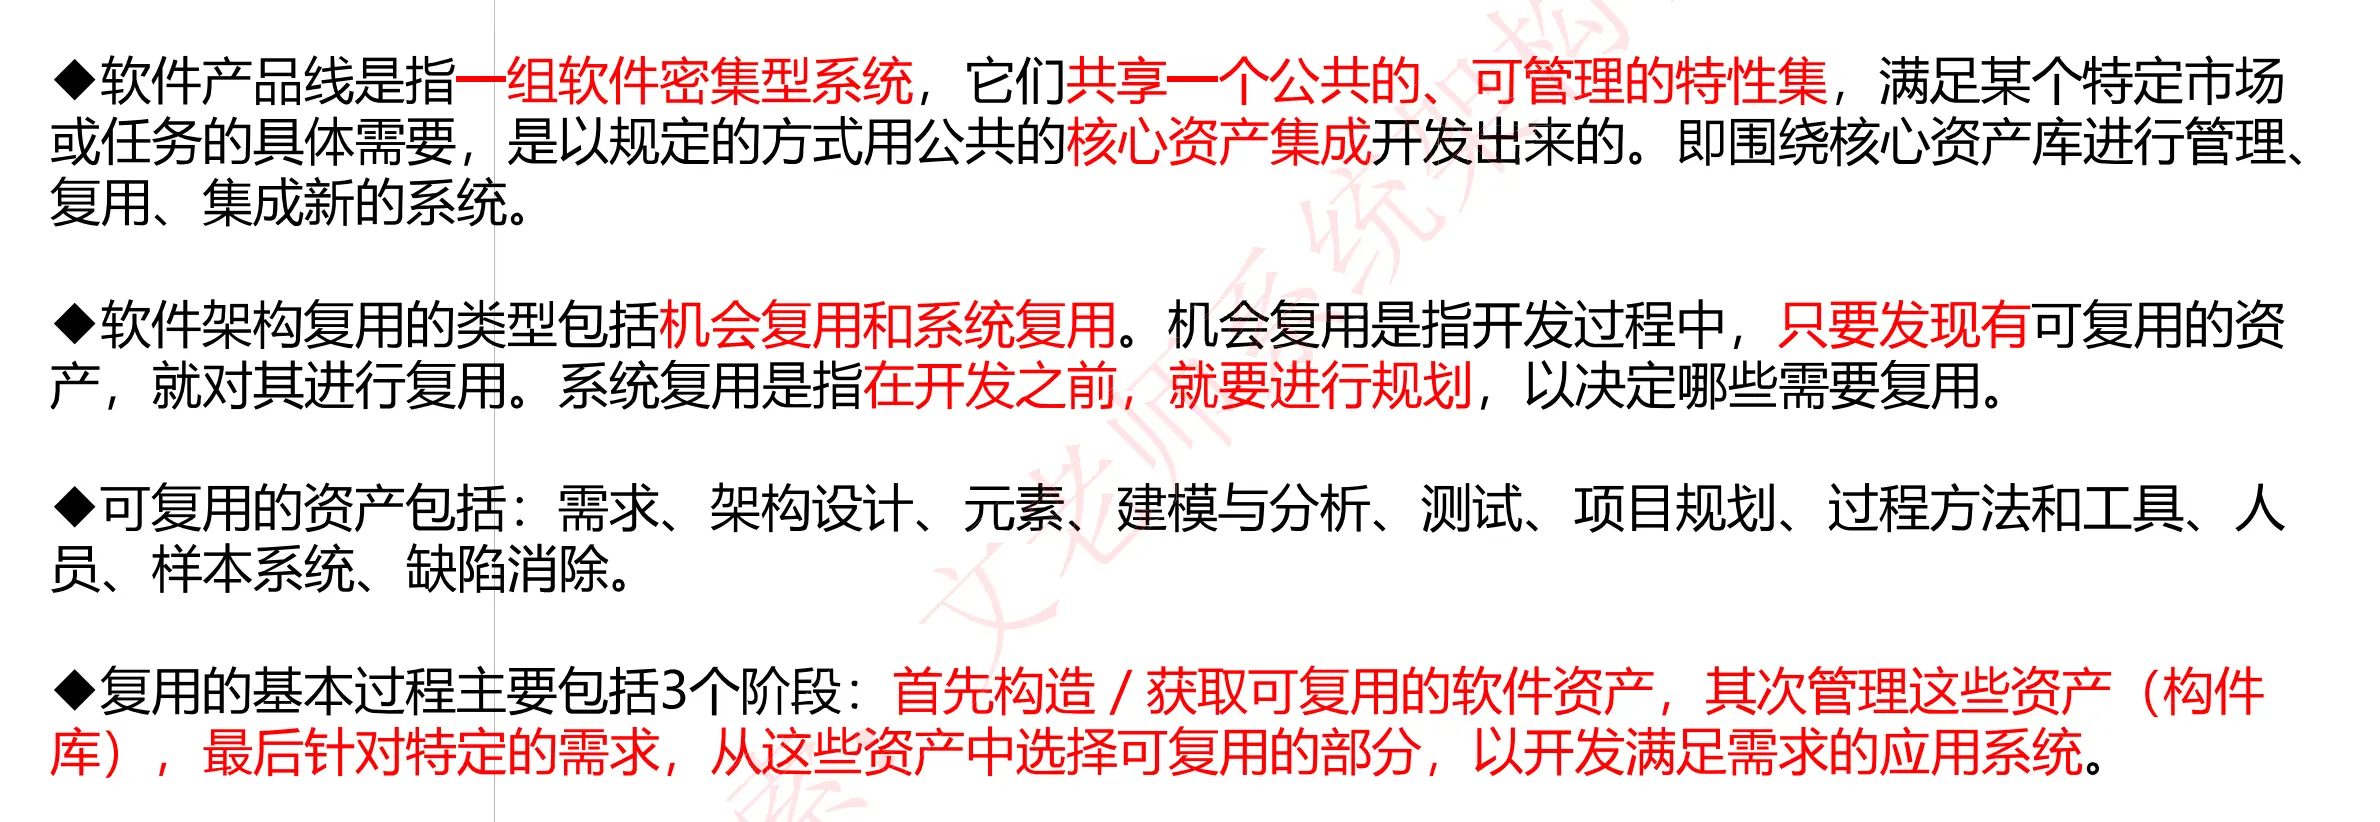 ◆软件产品线是指一组软件密集型系统，它们共享一个公共的、可管理的特性集，满足某个特定市场
或任务的具体需要，是以规定的方式用公共的核心资产集成开发出来的。即围绕核心资产库进行管理、
复用、集成新的系统。
◆软件架构复用的类型包括机会复用和系统复用。机会复用是指开发过程中，只要发现有可复用的资
产，就对其进行复用。系统复用是指在开发之前，就要进行规划，以决定哪些需要复用。
◆可复用的资产包括：需求、架构设计、元素、建模与分析、测试、项目规划、过程方法和工具、人
员、样本系统、缺陷消除。
◆复用的基本过程主要包括3个阶段：首先构造/获取可复用的软件资产，其次管理这些资产（构件
库），最后针对特定的需求，从这些资产中选择可复用的部分，以开发满足需求的应用系统。
文老师系统架构